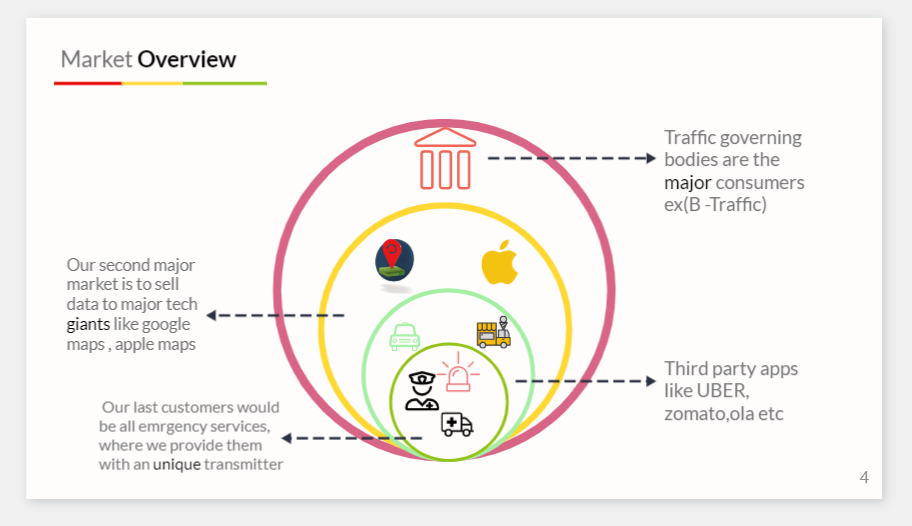 Market Overview
Traffic governing
bodies are the
major consumers
ex(B -Traffic)
Our second major
market is to sell
data to major tech
giants like google
maps , apple maps
Third party apps
like UBER,
zomato,ola etc
Our last customers would
be all emrgency services,
where we provide them
with an unique transmitter
4